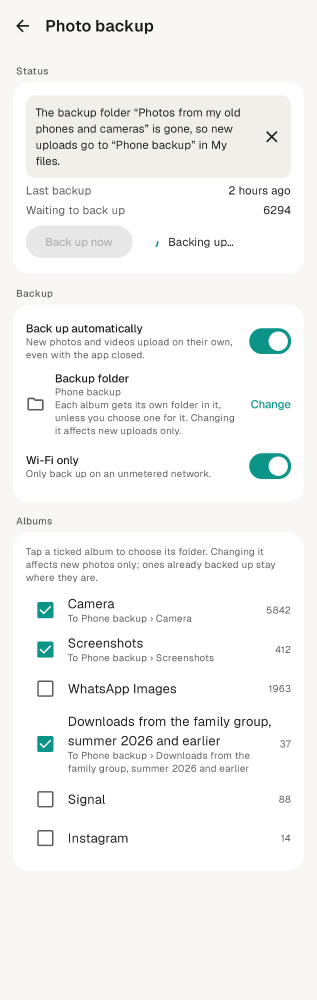 Photo backup
Status
The backup folder “Photos from my old
phones and cameras” is gone, so new
uploads go to “Phone backup” in My
files.
Last backup 2 hours ago
Waiting to back up 6294
Back up now Backing up…
Backup
Back up automatically
New photos and videos upload on their own,
even with the app closed.
Backup folder
Phone backup
Each album gets its own folder in it,
unless you choose one for it. Changing
it affects new uploads only.
Change
Wi-Fi only
Only back up on an unmetered network.
Albums
Tap a ticked album to choose its folder. Changing it
affects new photos only; ones already backed up stay
where they are.
Camera 5842
To Phone backup › Camera
Screenshots 412
To Phone backup › Screenshots
WhatsApp Images 1963
Downloads from the family group,
summer 2026 and earlier 37
To Phone backup › Downloads from the
family group, summer 2026 and earlier
Signal 88
Instagram 14